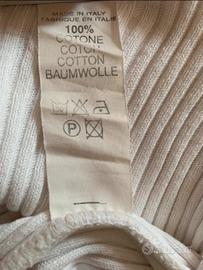 MADE IN ITALY
FABRIQUE EN ITALIE
100%
COTONE
COTON
COTTON
BAUMWOLLE
P